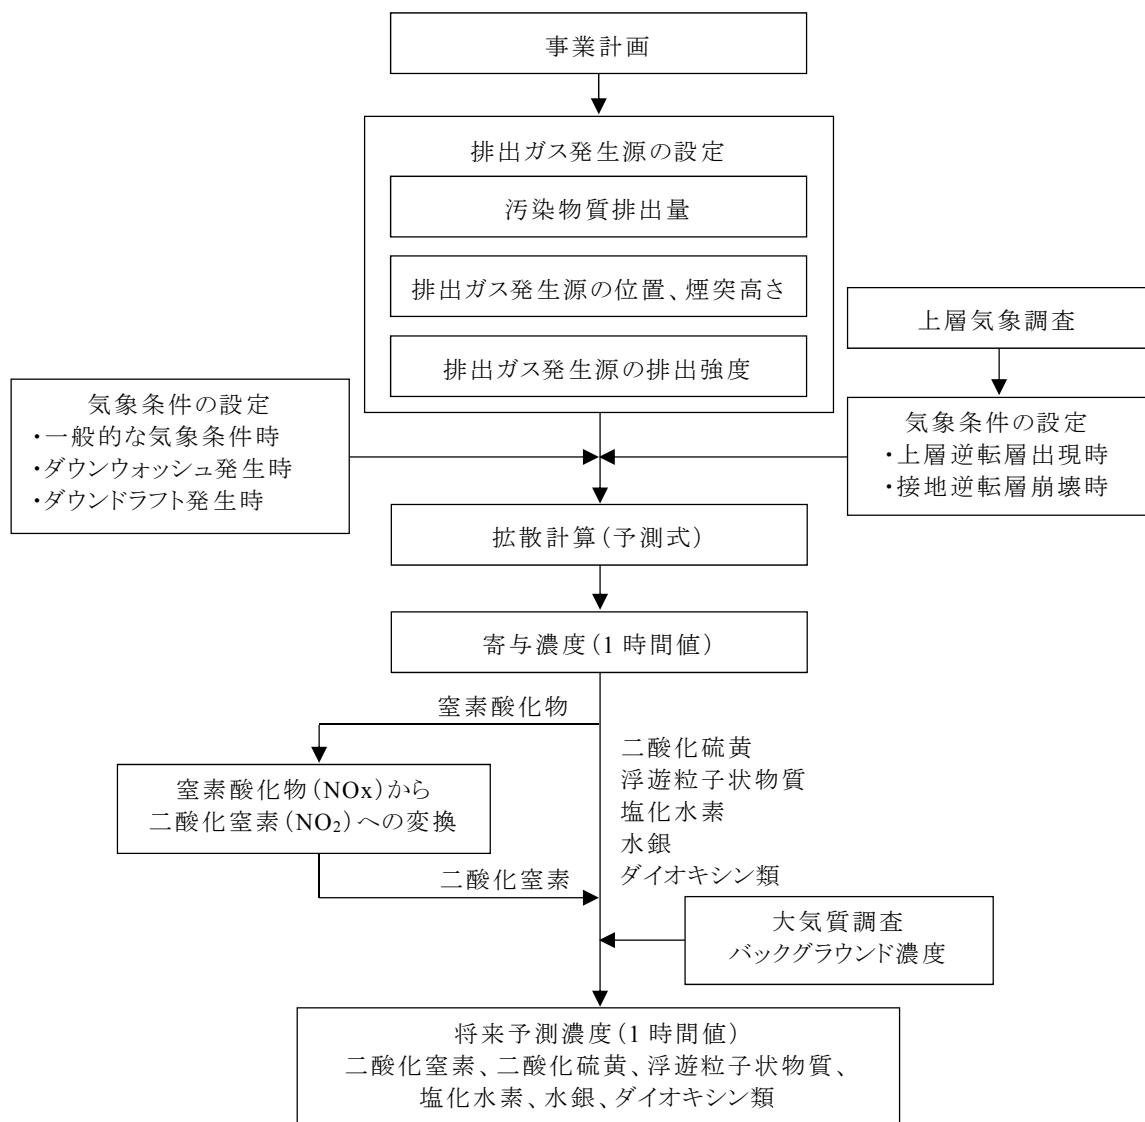 事業計画
排出ガス発生源の設定
汚染物質排出量
排出ガス発生源の位置、煙突高さ
排出ガス発生源の排出強度
上層気象調査
気象条件の設定
・一般的な気象条件時
・ダウンウォッシュ発生時
・ダウンドラフト発生時
気象条件の設定
・上層逆転層出現時
・接地逆転層崩壊時
拡散計算(予測式)
寄与濃度(1時間値)
窒素酸化物
二酸化硫黄
浮遊粒子状物質
塩化水素
水銀
ダイオキシン類
窒素酸化物(NOx)から
二酸化窒素(NO₂)への変換
二酸化窒素
大気質調査
バックグラウンド濃度
将来予測濃度(1時間値)
二酸化窒素、二酸化硫黄、浮遊粒子状物質、
塩化水素、水銀、ダイオキシン類